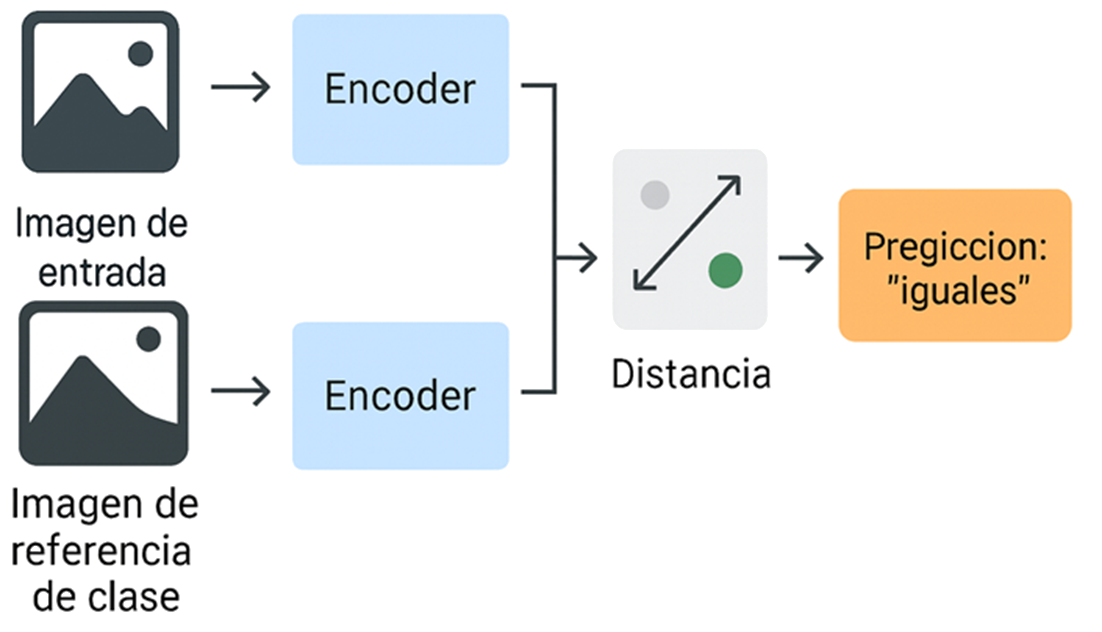 Imagen de
entrada
Encoder
Imagen de
referencia
de clase
Encoder
Distancia
Pregiccion:
"iguales"